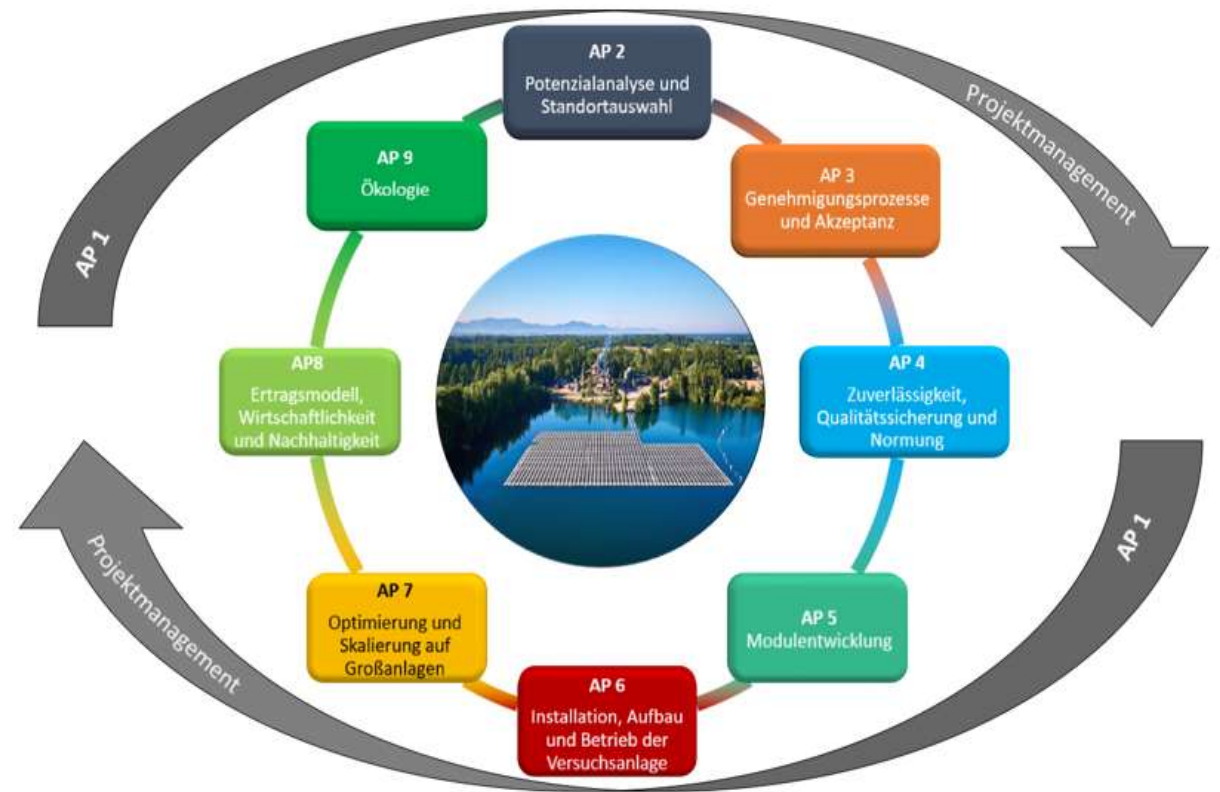 AP 2
Potenzialanalyse und
Standortauswahl
AP 3
Genehmigungsprozesse
und Akzeptanz
AP 4
Zuverlässigkeit,
Qualitätssicherung und
Normung
AP 5
Modulentwicklung
AP 6
Installation, Aufbau
und Betrieb der
Versuchsanlage
AP 7
Optimierung und
Skalierung auf
Großanlagen
AP8
Ertragsmodell,
Wirtschaftlichkeit
und Nachhaltigkeit
AP 9
Ökologie
AP 1
Projektmanagement
AP 1
Projektmanagement